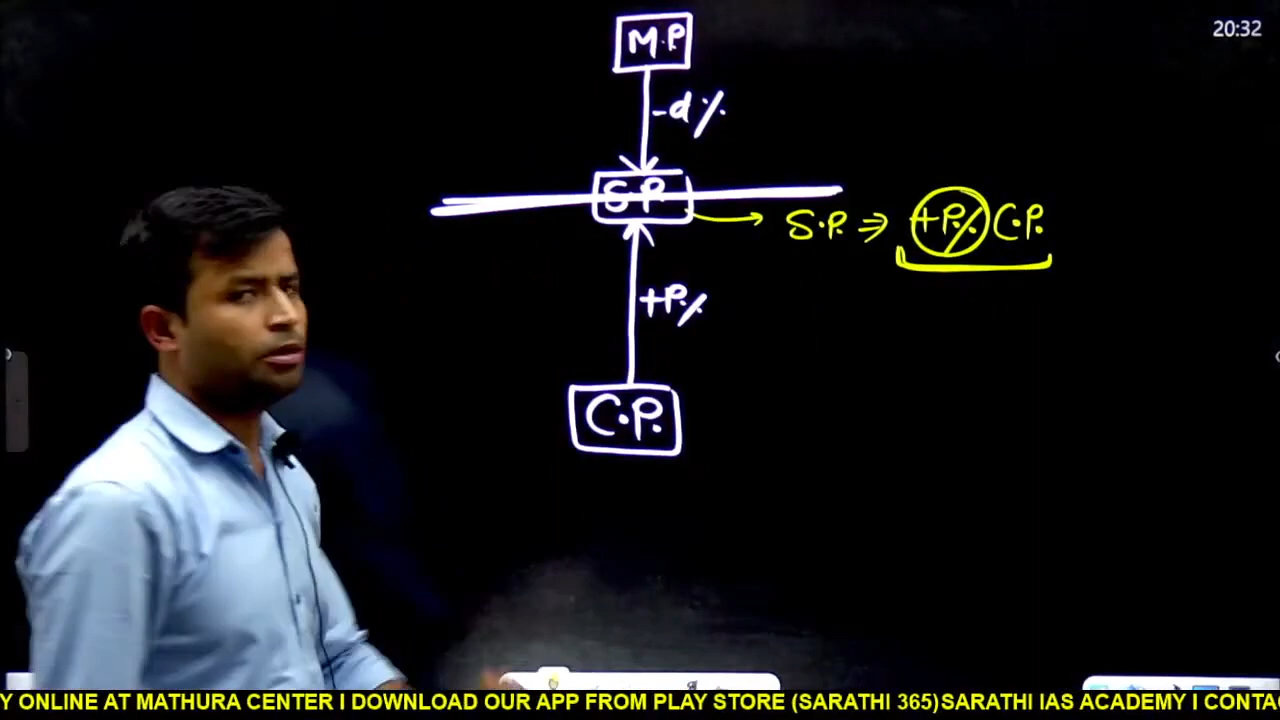 20:32
M.P.
-d%
S.P.
S.P. ⇒ +P% C.P.
+P%
C.P.
Y ONLINE AT MATHURA CENTER I DOWNLOAD OUR APP FROM PLAY STORE (SARATHI 365)SARATHI IAS ACADEMY I CONTA